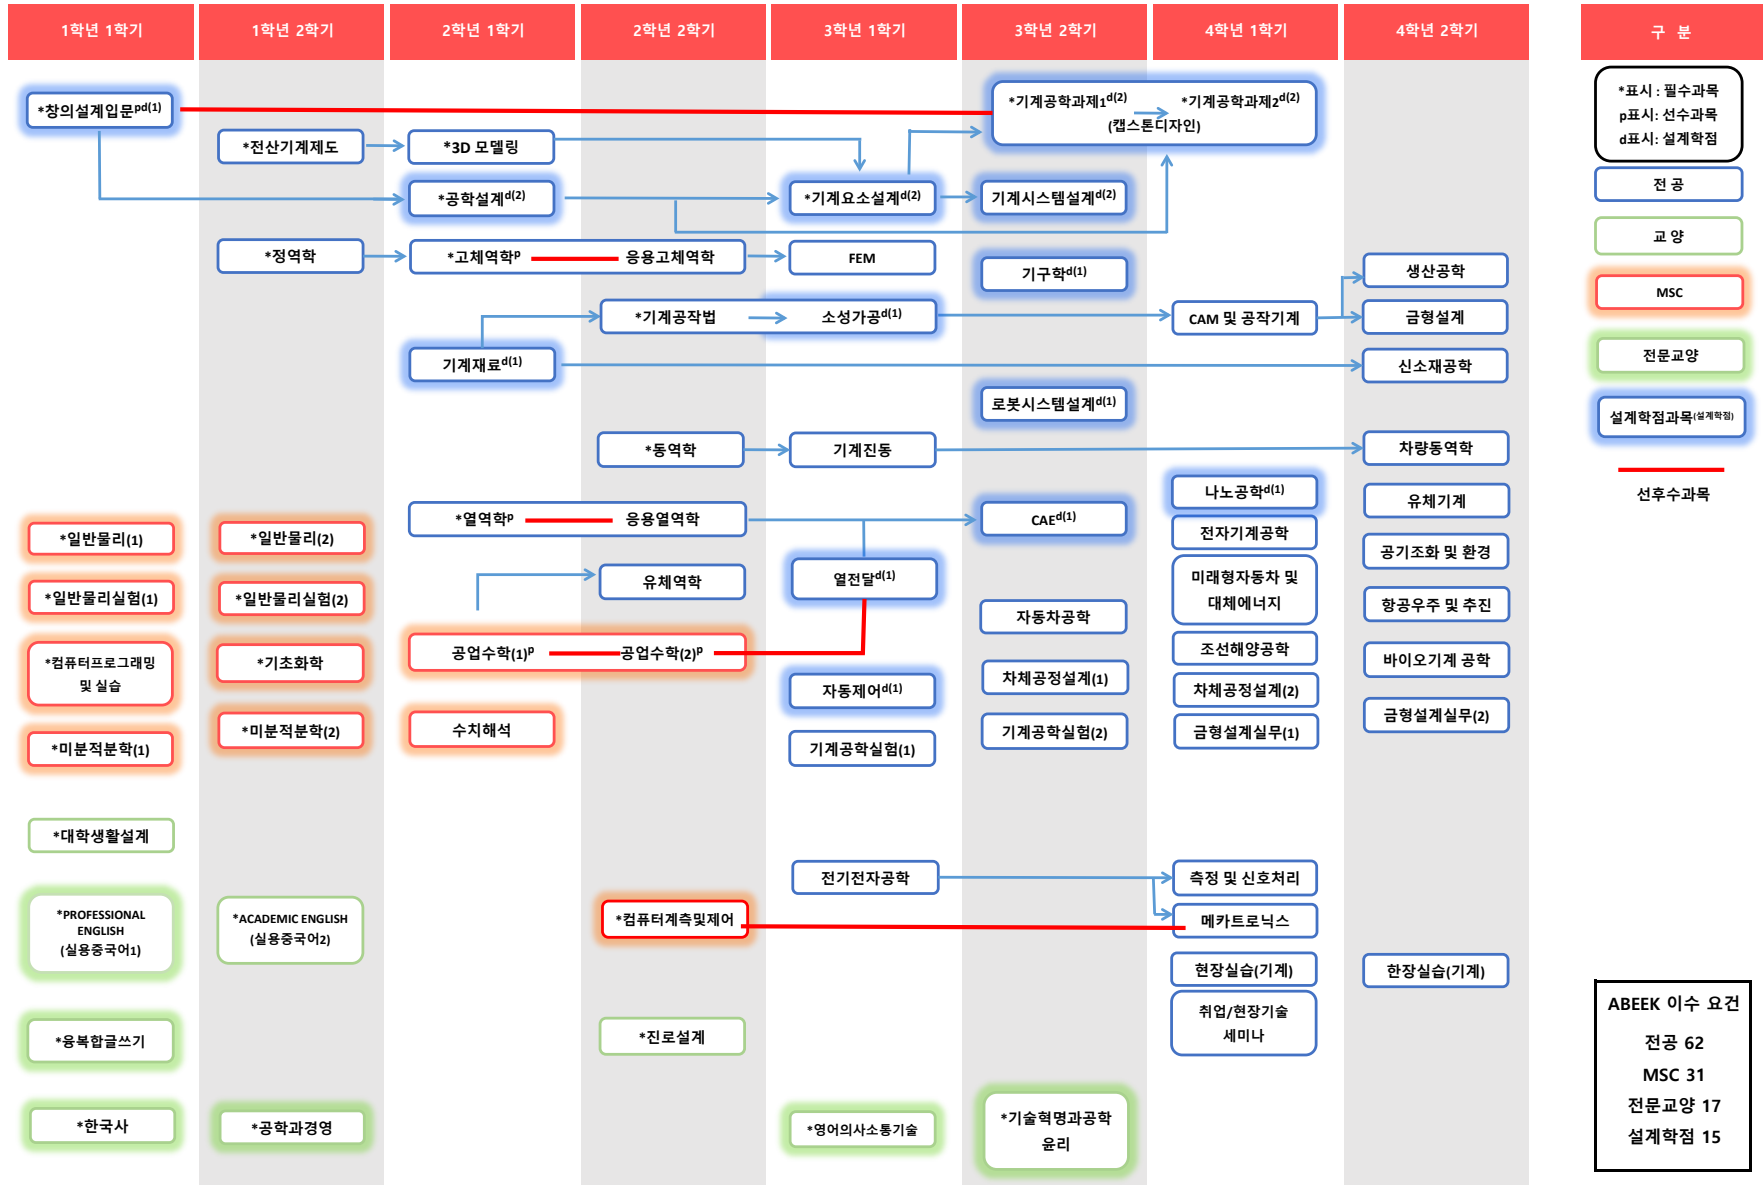 1학년 1학기
1학년 2학기
2학년 1학기
2학년 2학기
3학년 1학기
3학년 2학기
4학년 1학기
4학년 2학기
구 분
*창의설계입문pd(1)
*기계공학과제1d(2)
*기계공학과제2d(2)
(캡스톤디자인)
*전산기계제도
*3D 모델링
*공학설계d(2)
*기계요소설계d(2)
기계시스템설계d(2)
*정역학
*고체역학p
응용고체역학
FEM
기구학d(1)
생산공학
*기계공작법
소성가공d(1)
CAM 및 공작기계
금형설계
기계재료d(1)
신소재공학
로봇시스템설계d(1)
*동역학
기계진동
차량동역학
나노공학d(1)
유체기계
*열역학p
응용열역학
CAEd(1)
전자기계공학
*일반물리(1)
*일반물리(2)
공기조화 및 환경
유체역학
열전달d(1)
미래형자동차 및
대체에너지
*일반물리실험(1)
*일반물리실험(2)
자동차공학
항공우주 및 추진
*컴퓨터프로그래밍
및 실습
*기초화학
공업수학(1)p
공업수학(2)p
조선해양공학
바이오기계 공학
자동제어d(1)
차체공정설계(1)
차체공정설계(2)
*미분적분학(1)
*미분적분학(2)
수치해석
기계공학실험(1)
기계공학실험(2)
금형설계실무(1)
금형설계실무(2)
*대학생활설계
전기전자공학
측정 및 신호처리
*PROFESSIONAL
ENGLISH
(실용중국어1)
*ACADEMIC ENGLISH
(실용중국어2)
*컴퓨터계측및제어
메카트로닉스
현장실습(기계)
한장실습(기계)
취업/현장기술
세미나
*융복합글쓰기
*진로설계
*한국사
*공학과경영
*영어의사소통기술
*기술혁명과공학
윤리
*표시 : 필수과목
p표시 : 선수과목
d표시: 설계학점
전 공
교 양
MSC
전문교양
설계학점과목(설계학점)
선후수과목
ABEEK 이수 요건
전공 62
MSC 31
전문교양 17
설계학점 15